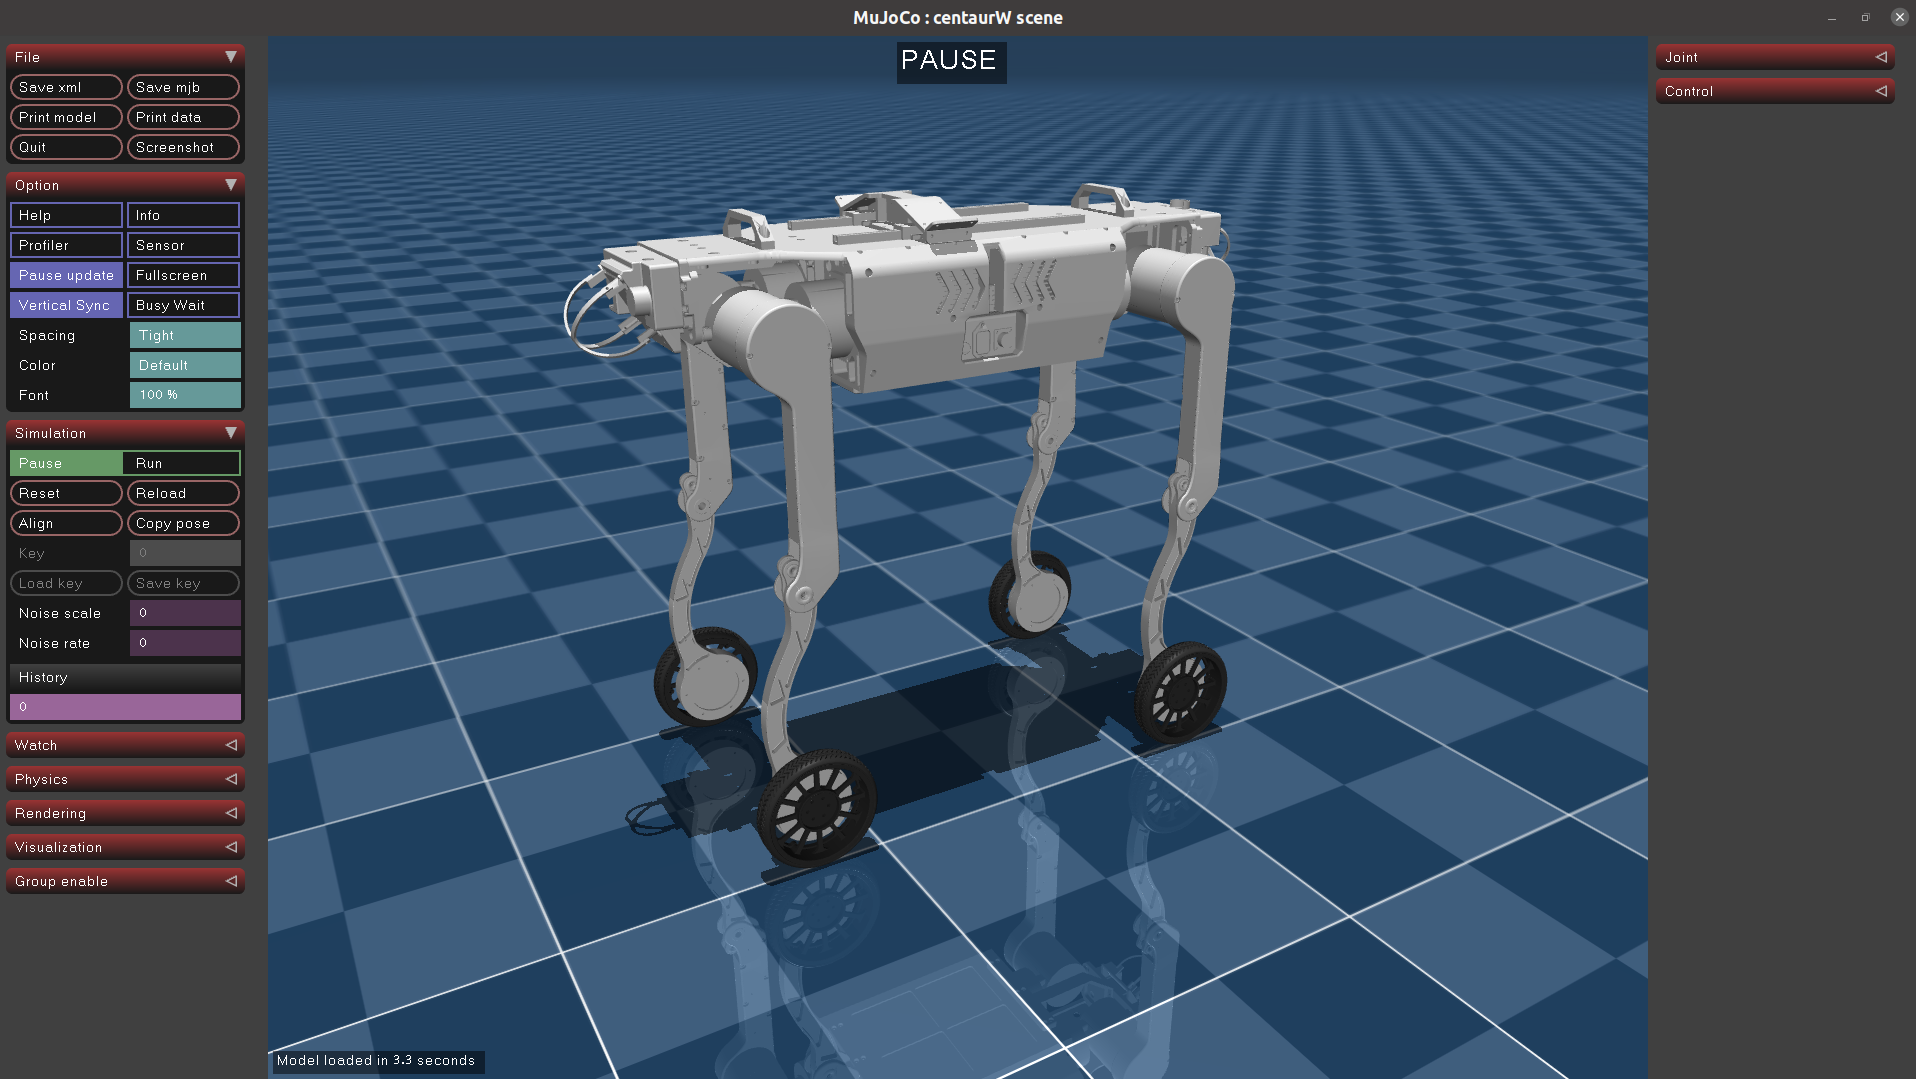 MuJoCo : centaurW scene
File
Save xml
Save mjb
Print model
Print data
Quit
Screenshot
Option
Help
Info
Profiler
Sensor
Pause update
Fullscreen
Vertical Sync
Busy Wait
Spacing
Tight
Color
Default
Font
100 %
Simulation
Pause
Run
Reset
Reload
Align
Copy pose
Key
0
Load key
Save key
Noise scale
0
Noise rate
0
History
0
Watch
Physics
Rendering
Visualization
Group enable
PAUSE
Model loaded in 3.3 seconds
Joint
Control